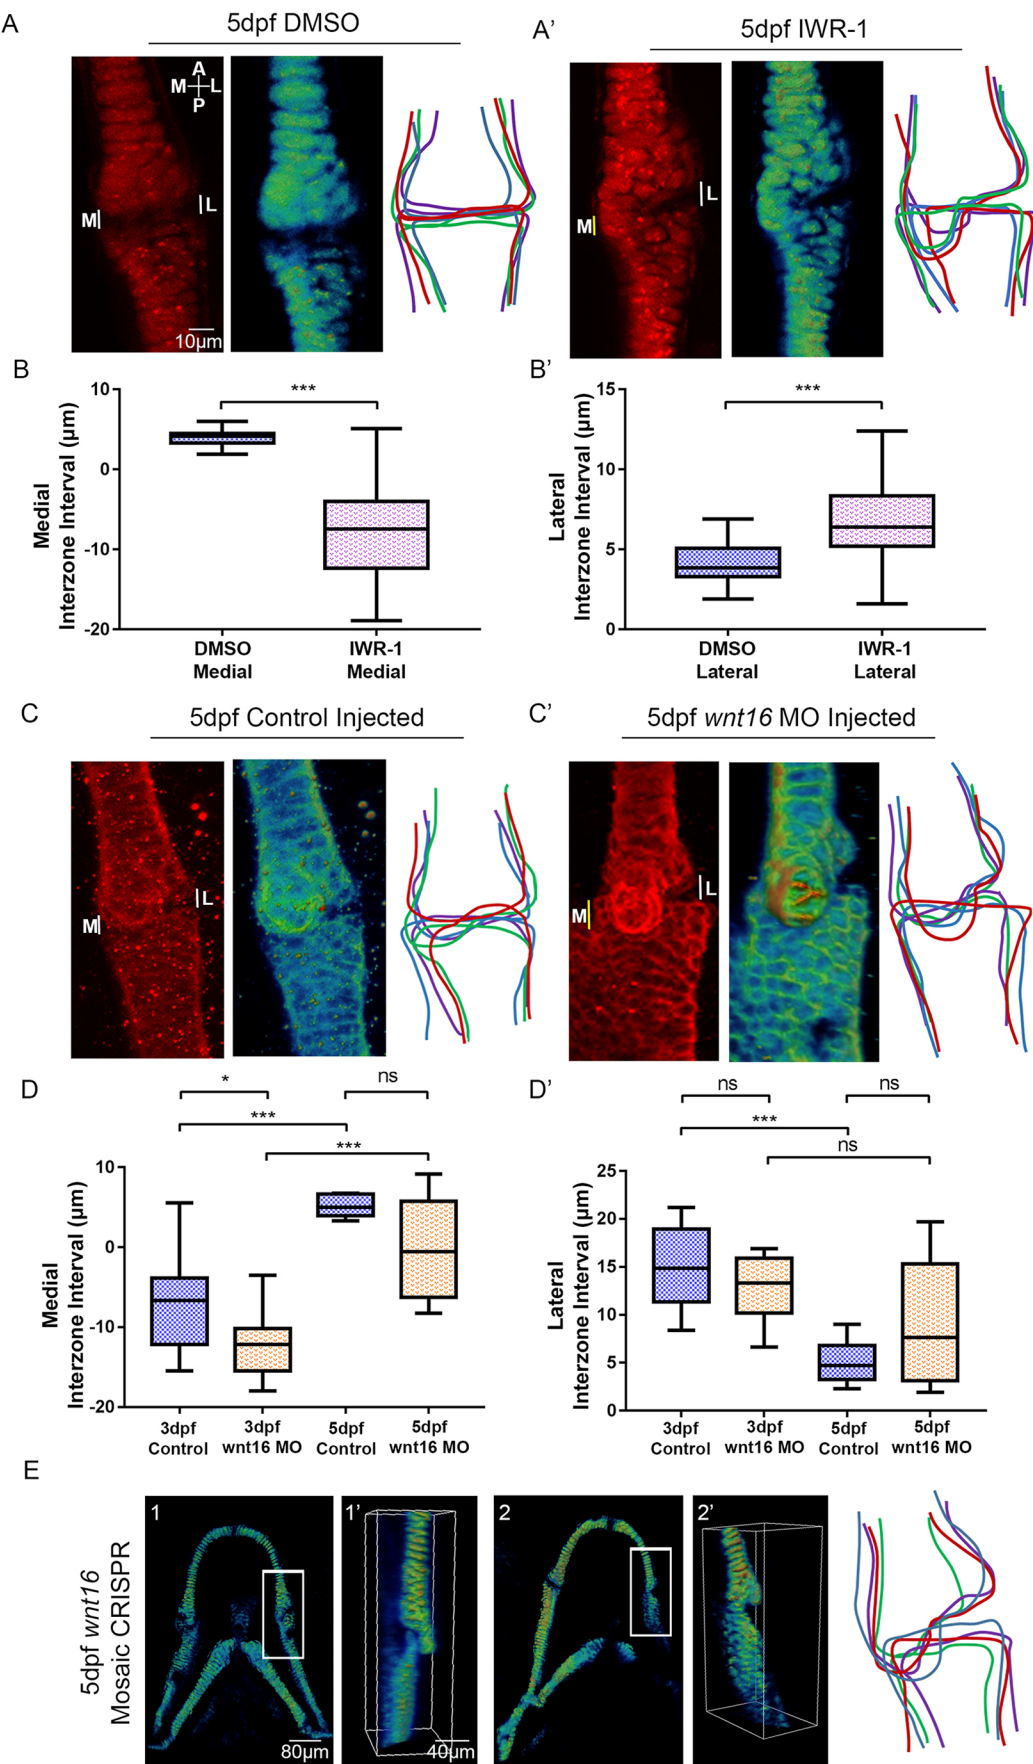 A
5dpf DMSO
A'
5dpf IWR-1
A
M L
P
M
L
10µm
M
L
B
10
0
-10
-20
Medial
Interzone Interval (µm)
***
DMSO
Medial
IWR-1
Medial
B'
15
10
5
0
Lateral
Interzone Interval (µm)
***
DMSO
Lateral
IWR-1
Lateral
C
5dpf Control Injected
C'
5dpf wnt16 MO Injected
M
L
M
L
D
*
ns
***
***
10
0
-10
-20
Medial
Interzone Interval (µm)
3dpf
Control
3dpf
wnt16 MO
5dpf
Control
5dpf
wnt16 MO
D'
ns
ns
***
ns
25
20
15
10
5
0
Lateral
Interzone Interval (µm)
3dpf
Control
3dpf
wnt16 MO
5dpf
Control
5dpf
wnt16 MO
E
5dpf wnt16
Mosaic CRISPR
1
80µm
1'
40µm
2
2'